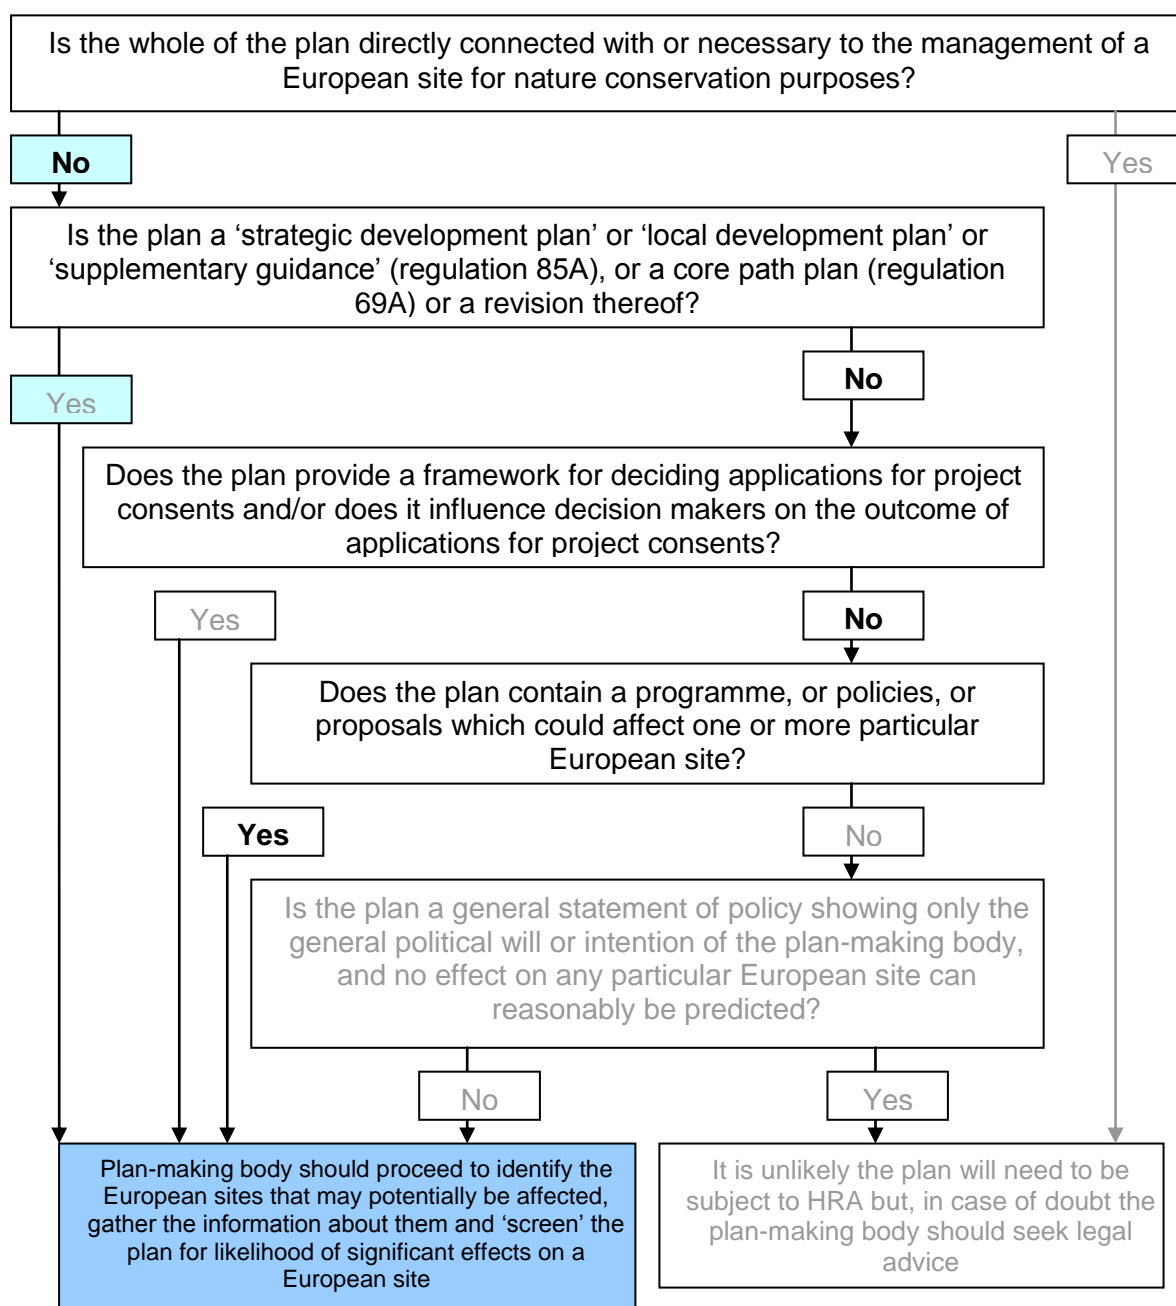 Is the whole of the plan directly connected with or necessary to the management of a
European site for nature conservation purposes?
No
Yes
Is the plan a ‘strategic development plan’ or ‘local development plan’ or
‘supplementary guidance’ (regulation 85A), or a core path plan (regulation
69A) or a revision thereof?
No
Yes
Does the plan provide a framework for deciding applications for project
consents and/or does it influence decision makers on the outcome of
applications for project consents?
Yes
No
Does the plan contain a programme, or policies, or
proposals which could affect one or more particular
European site?
Yes
No
Is the plan a general statement of policy showing only the
general political will or intention of the plan-making body,
and no effect on any particular European site can
reasonably be predicted?
No
Yes
Plan-making body should proceed to identify the
European sites that may potentially be affected,
gather the information about them and ‘screen’ the
plan for likelihood of significant effects on a
European site
It is unlikely the plan will need to be
subject to HRA but, in case of doubt the
plan-making body should seek legal
advice